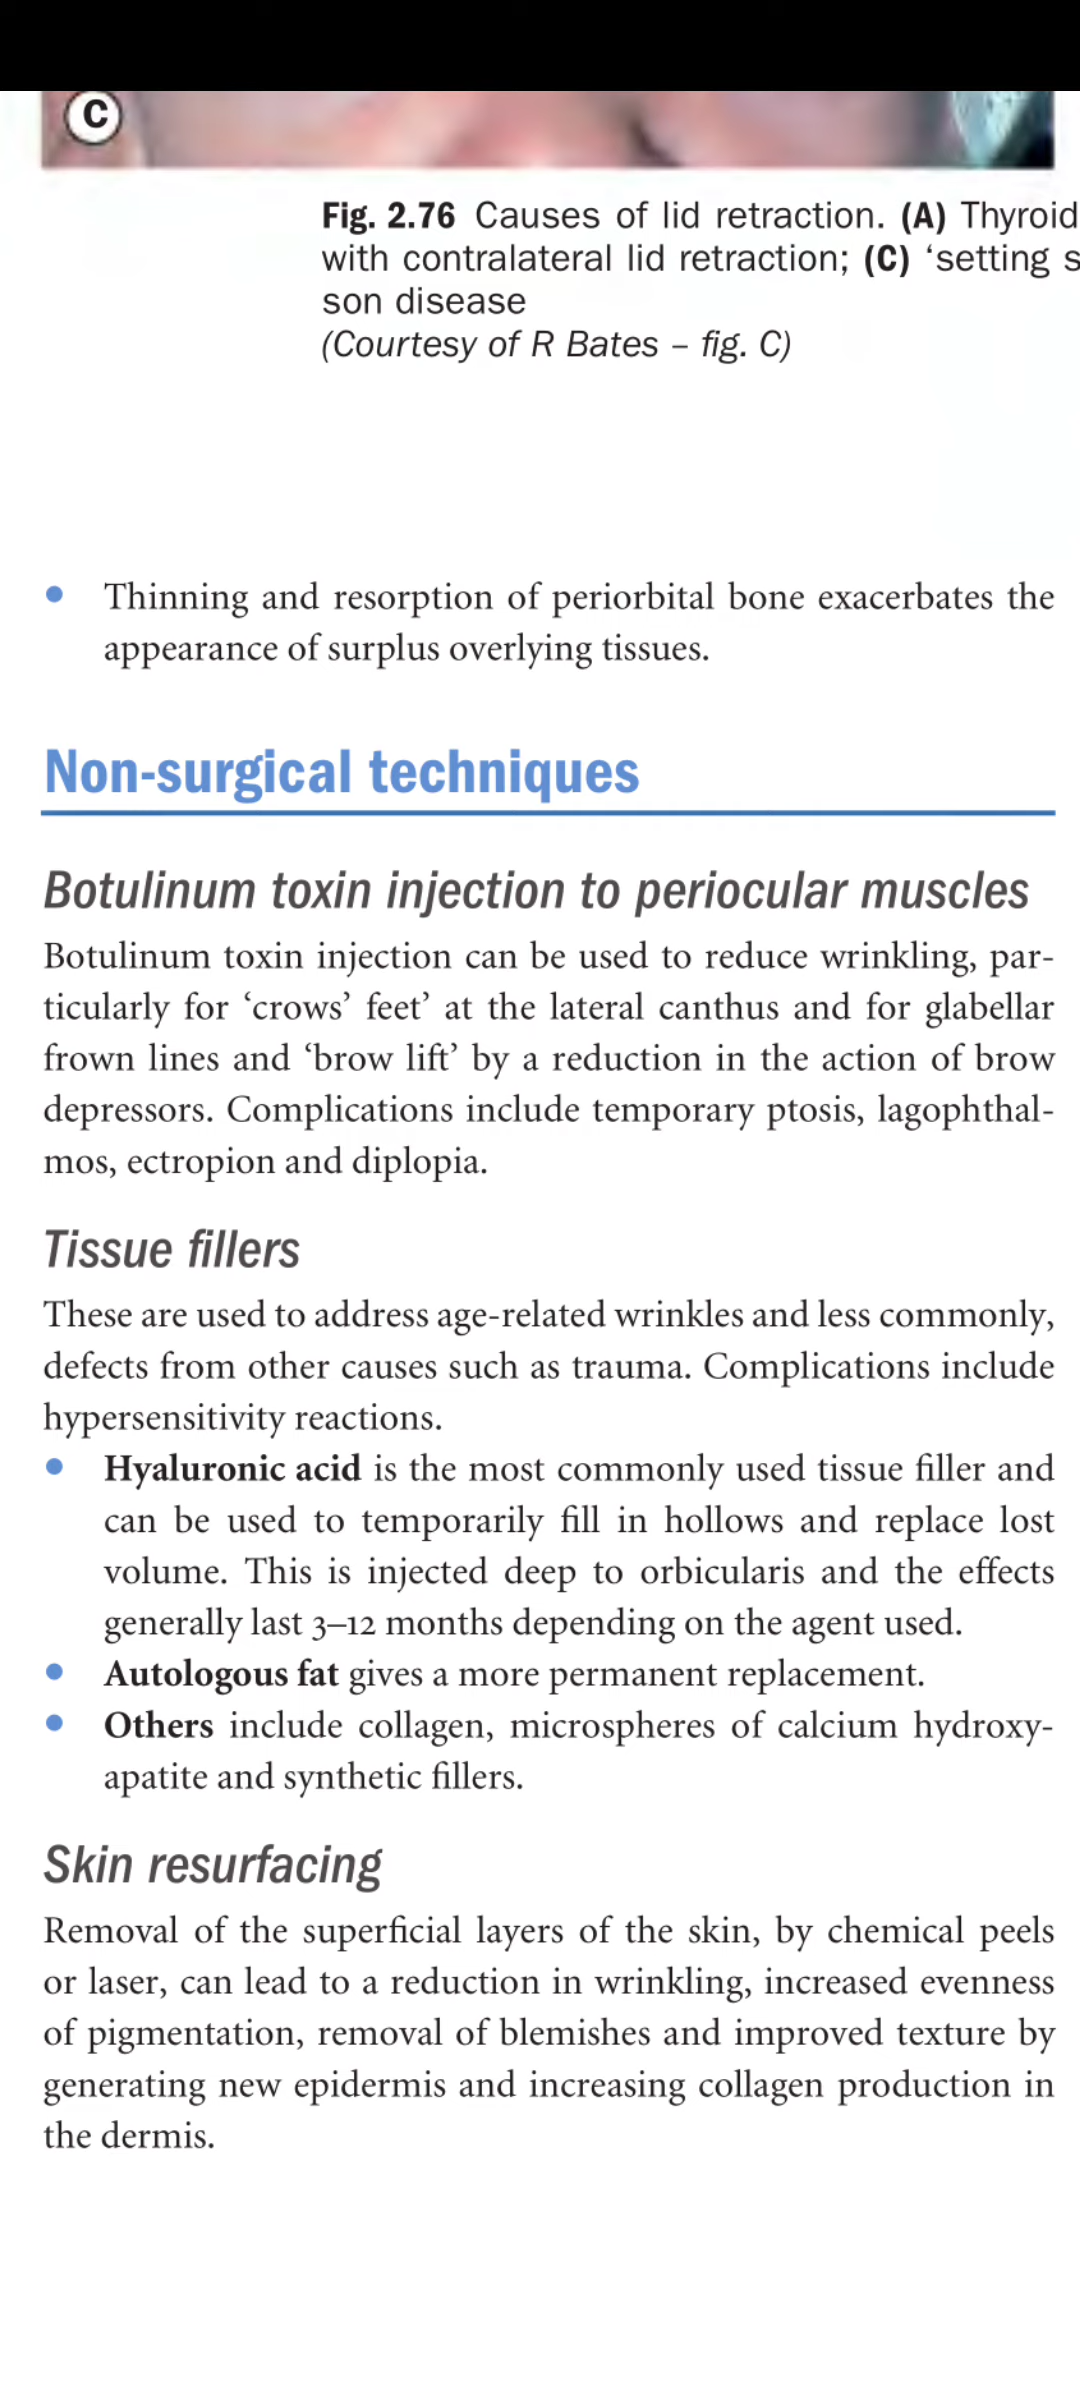 C
Fig. 2.76 Causes of lid retraction. (A) Thyroid
with contralateral lid retraction; (C) ‘setting s
son disease
(Courtesy of R Bates – fig. C)
• Thinning and resorption of periorbital bone exacerbates the
appearance of surplus overlying tissues.
Non-surgical techniques
Botulinum toxin injection to periocular muscles
Botulinum toxin injection can be used to reduce wrinkling, par-
ticularly for ‘crows’ feet’ at the lateral canthus and for glabellar
frown lines and ‘brow lift’ by a reduction in the action of brow
depressors. Complications include temporary ptosis, lagophthal-
mos, ectropion and diplopia.
Tissue fillers
These are used to address age-related wrinkles and less commonly,
defects from other causes such as trauma. Complications include
hypersensitivity reactions.
• Hyaluronic acid is the most commonly used tissue filler and
can be used to temporarily fill in hollows and replace lost
volume. This is injected deep to orbicularis and the effects
generally last 3–12 months depending on the agent used.
• Autologous fat gives a more permanent replacement.
• Others include collagen, microspheres of calcium hydroxy-
apatite and synthetic fillers.
Skin resurfacing
Removal of the superficial layers of the skin, by chemical peels
or laser, can lead to a reduction in wrinkling, increased evenness
of pigmentation, removal of blemishes and improved texture by
generating new epidermis and increasing collagen production in
the dermis.